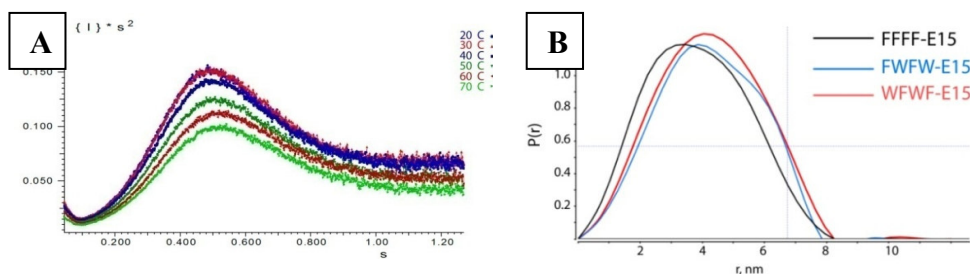 A
{ I } * s²
20 C
30 C
40 C
50 C
60 C
70 C
0.150
0.100
0.050
0.200 0.400 0.600 0.800 1.00 1.20
s
B
FFFF-E15
FWFW-E15
WFWF-E15
P(r)
1.0
0.8
0.6
0.4
0.2
0 2 4 6 8 10
r, nm